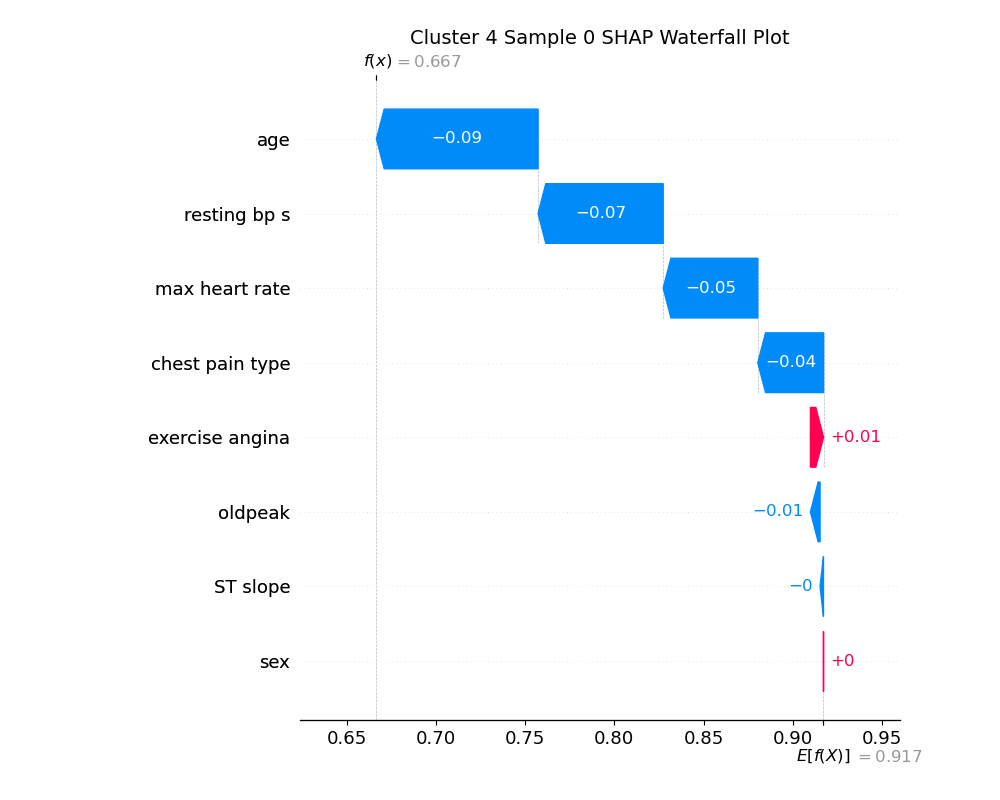 Cluster 4 Sample 0 SHAP Waterfall Plot
f(x) = 0.667
age −0.09
resting bp s −0.07
max heart rate −0.05
chest pain type −0.04
exercise angina +0.01
oldpeak −0.01
ST slope −0
sex +0
0.65 0.70 0.75 0.80 0.85 0.90 0.95
E[f(X)] = 0.917